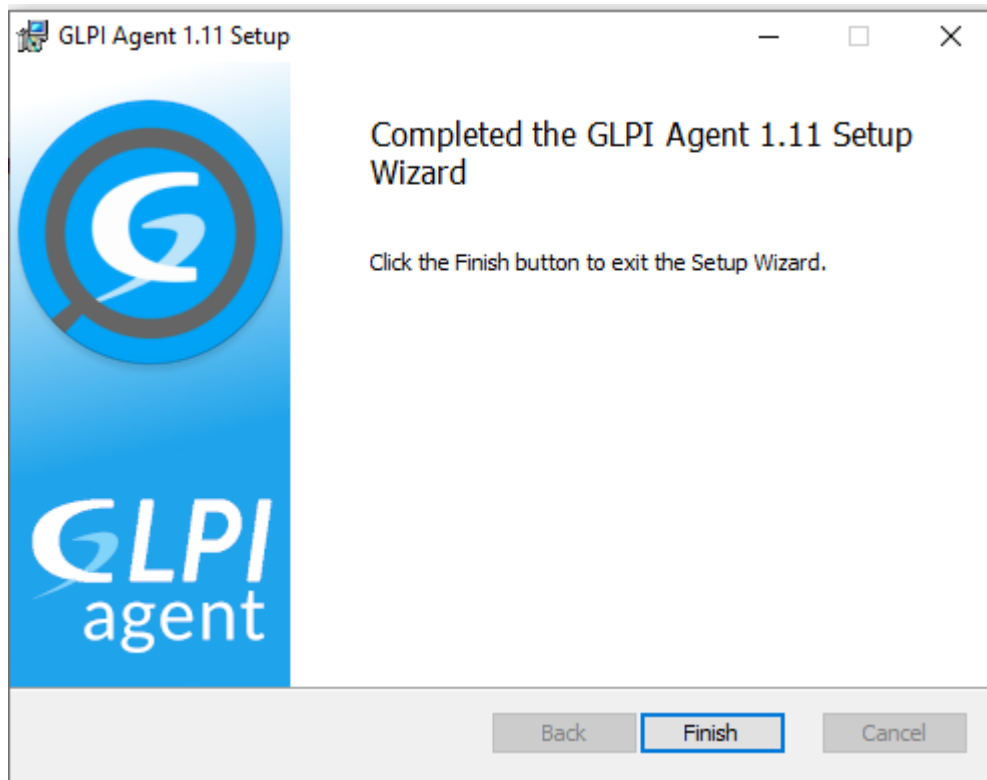 GLPI Agent 1.11 Setup
Completed the GLPI Agent 1.11 Setup
Wizard
Click the Finish button to exit the Setup Wizard.
GLPI
agent
Back
Finish
Cancel